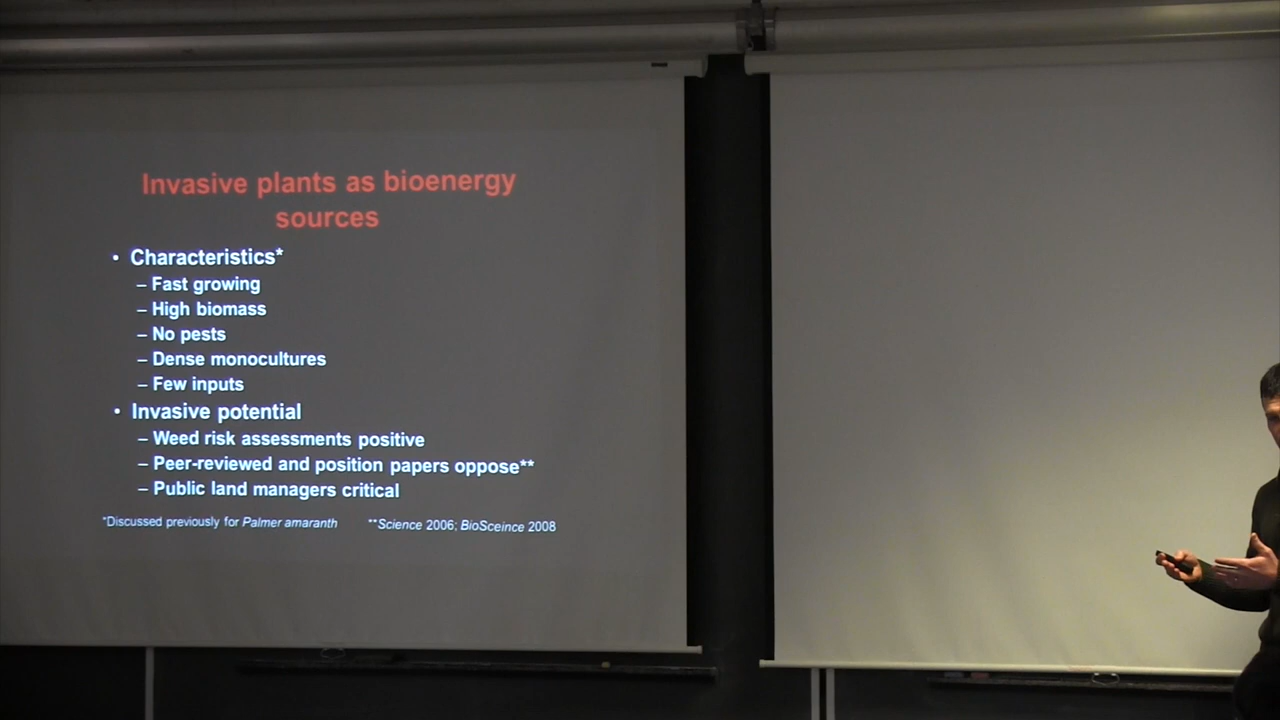 Invasive plants as bioenergy
sources
• Characteristics*
– Fast growing
– High biomass
– No pests
– Dense monocultures
– Few inputs
• Invasive potential
– Weed risk assessments positive
– Peer-reviewed and position papers oppose**
– Public land managers critical
*Discussed previously for Palmer amaranth **Science 2006; BioSceince 2008